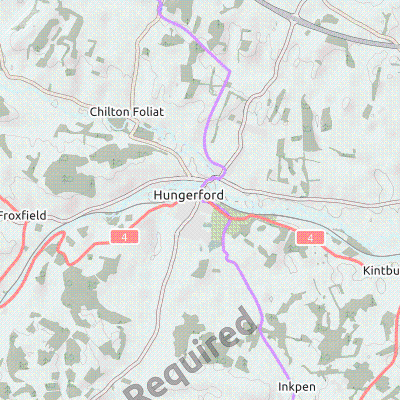 Chilton Foliat
Hungerford
Froxfield
4
4
Kintbu
Required
Inkpen